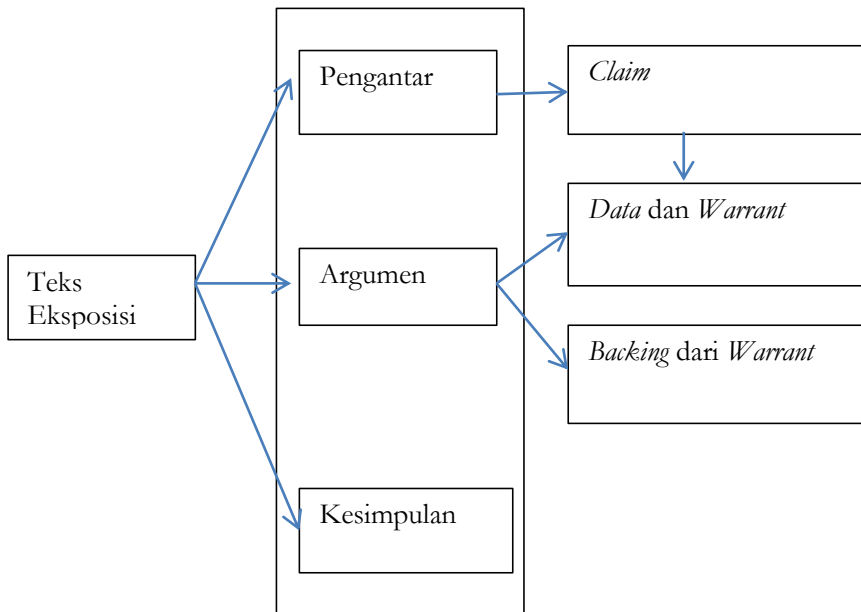 Teks
Eksposisi
Pengantar
Argumen
Kesimpulan
Claim
Data dan Warrant
Backing dari Warrant